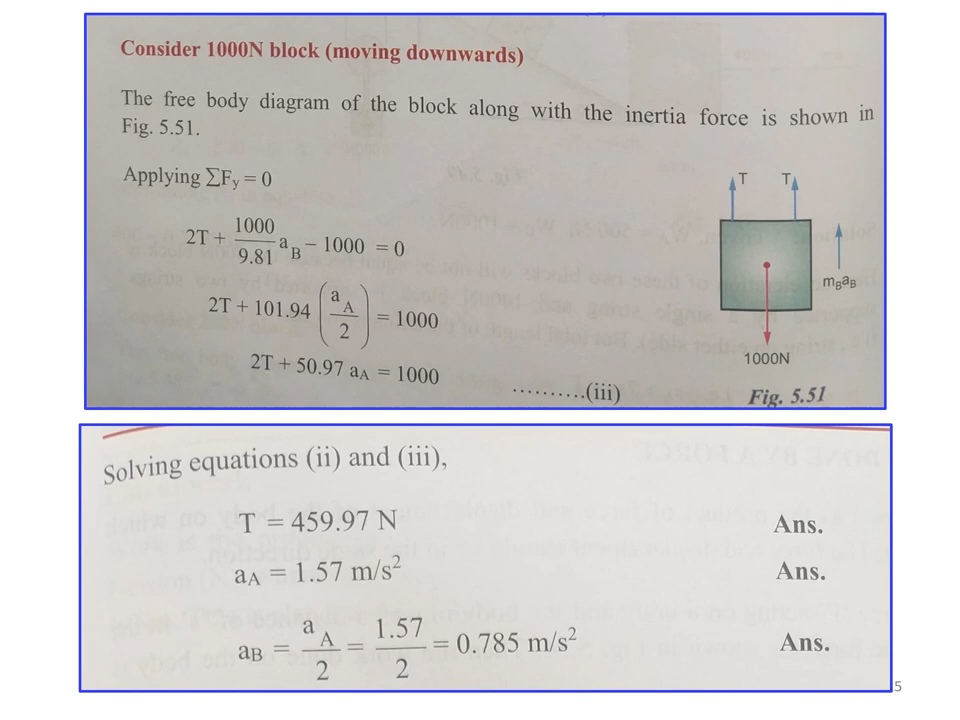 Consider 1000N block (moving downwards)
The free body diagram of the block along with the inertia force is shown in
Fig. 5.51.
Applying ∑Fy = 0
2T + 1000/9.81 aB − 1000 = 0
2T + 101.94 (aA/2) = 1000
2T + 50.97 aA = 1000
..........(iii)
T T
mBaB
1000N
Fig. 5.51
Solving equations (ii) and (iii),
T = 459.97 N Ans.
aA = 1.57 m/s² Ans.
aB = aA/2 = 1.57/2 = 0.785 m/s² Ans.
5